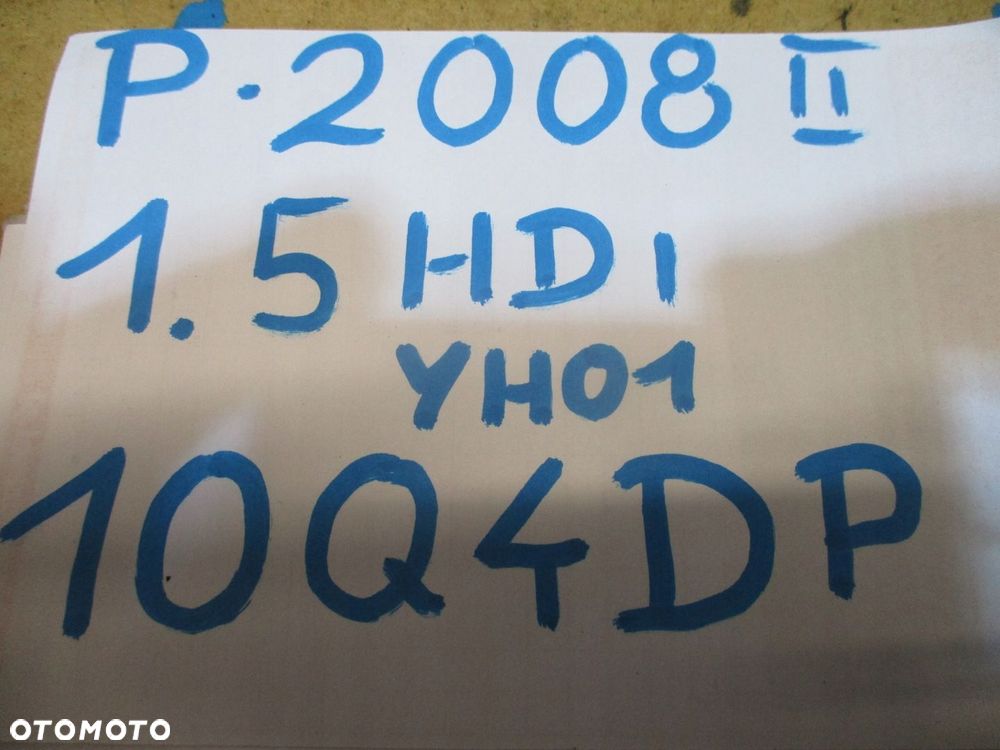 P. 2008 II
1.5 HDI
YH01
10Q4DP
OTOMOTO